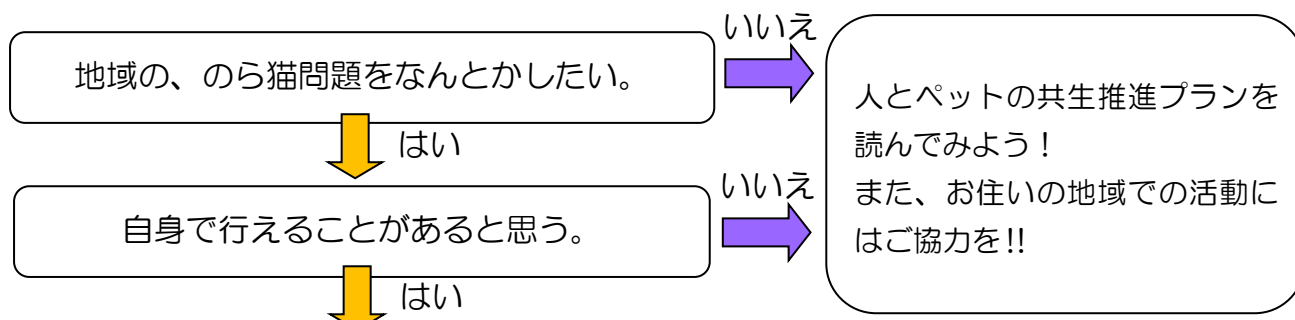 いいえ
地域の、のら猫問題をなんとかしたい。
はい
いいえ
自身で行えることがあると思う。
はい
人とペットの共生推進プランを
読んでみよう！
また、お住いの地域での活動に
はご協力を!!